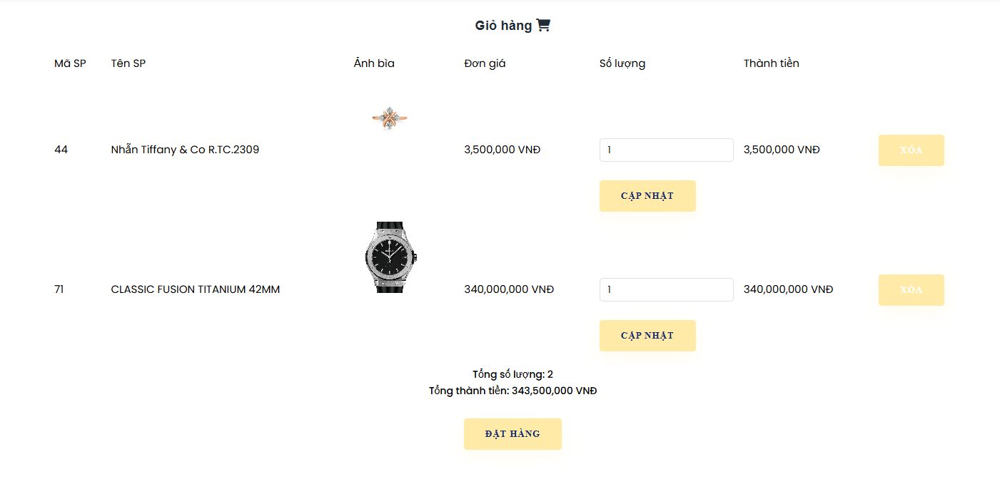 Giỏ hàng
Mã SP Tên SP Ảnh bìa Đơn giá Số lượng Thành tiền
44 Nhẫn Tiffany & Co R.TC.2309 3,500,000 VNĐ 1 3,500,000 VNĐ XÓA
CẬP NHẬT
71 CLASSIC FUSION TITANIUM 42MM 340,000,000 VNĐ 1 340,000,000 VNĐ XÓA
CẬP NHẬT
Tổng số lượng: 2
Tổng thành tiền: 343,500,000 VNĐ
ĐẶT HÀNG